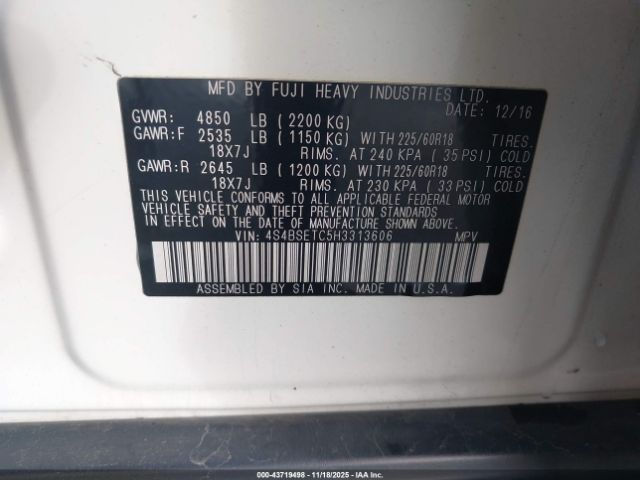 MFD BY FUJI HEAVY INDUSTRIES LTD.
DATE: 12/16
GVWR: 4850 LB (2200 KG)
GAWR:F 2535 LB (1150 KG) WITH 225/60R18 TIRES.
18X7J RIMS. AT 240 KPA (35 PSI) COLD
GAWR:R 2645 LB (1200 KG) WITH 225/60R18 TIRES.
18X7J RIMS. AT 230 KPA (33 PSI) COLD
THIS VEHICLE CONFORMS TO ALL APPLICABLE FEDERAL MOTOR
VEHICLE SAFETY AND THEFT PREVENTION STANDARDS
IN EFFECT ON THE DATE OF MANUFACTURE SHOWN ABOVE.
VIN: 4S4BSETC5H3313606 MPV
ASSEMBLED BY SIA INC. MADE IN U.S.A.
000-43719498 - 11/18/2025 - IAA Inc.